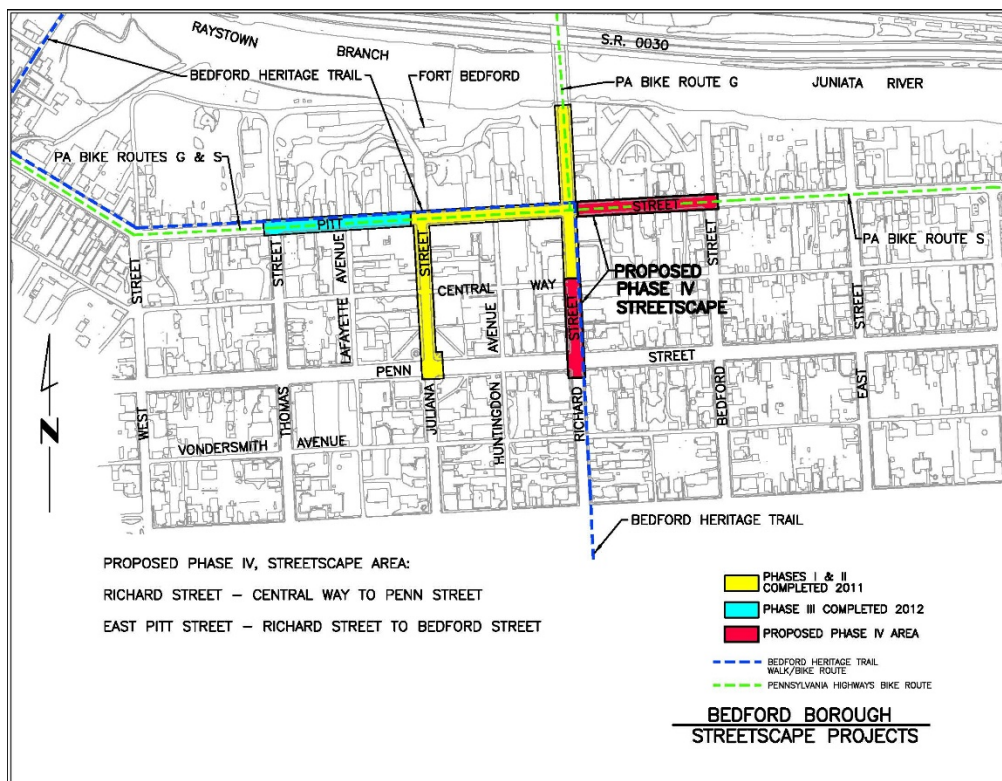 RAYSTOWN
BRANCH
S.R. 0030
BEDFORD HERITAGE TRAIL
FORT BEDFORD
PA BIKE ROUTE G
JUNIATA RIVER
PA BIKE ROUTES G & S
PITT
STREET
PA BIKE ROUTE S
STREET
STREET
AVENUE
LAFAYETTE
STREET
CENTRAL
WAY
AVENUE
STREET
PROPOSED
PHASE IV
STREETSCAPE
STREET
STREET
PENN
STREET
WEST
THOMAS
JULIANA
HUNTINGDON
RICHARD
BEDFORD
EAST
VONDERSMITH
AVENUE
N
BEDFORD HERITAGE TRAIL
PROPOSED PHASE IV, STREETSCAPE AREA:
RICHARD STREET – CENTRAL WAY TO PENN STREET
EAST PITT STREET – RICHARD STREET TO BEDFORD STREET
PHASES I & II
COMPLETED 2011
PHASE III COMPLETED 2012
PROPOSED PHASE IV AREA
BEDFORD HERITAGE TRAIL
WALK/BIKE ROUTE
PENNSYLVANIA HIGHWAYS BIKE ROUTE
BEDFORD BOROUGH
STREETSCAPE PROJECTS